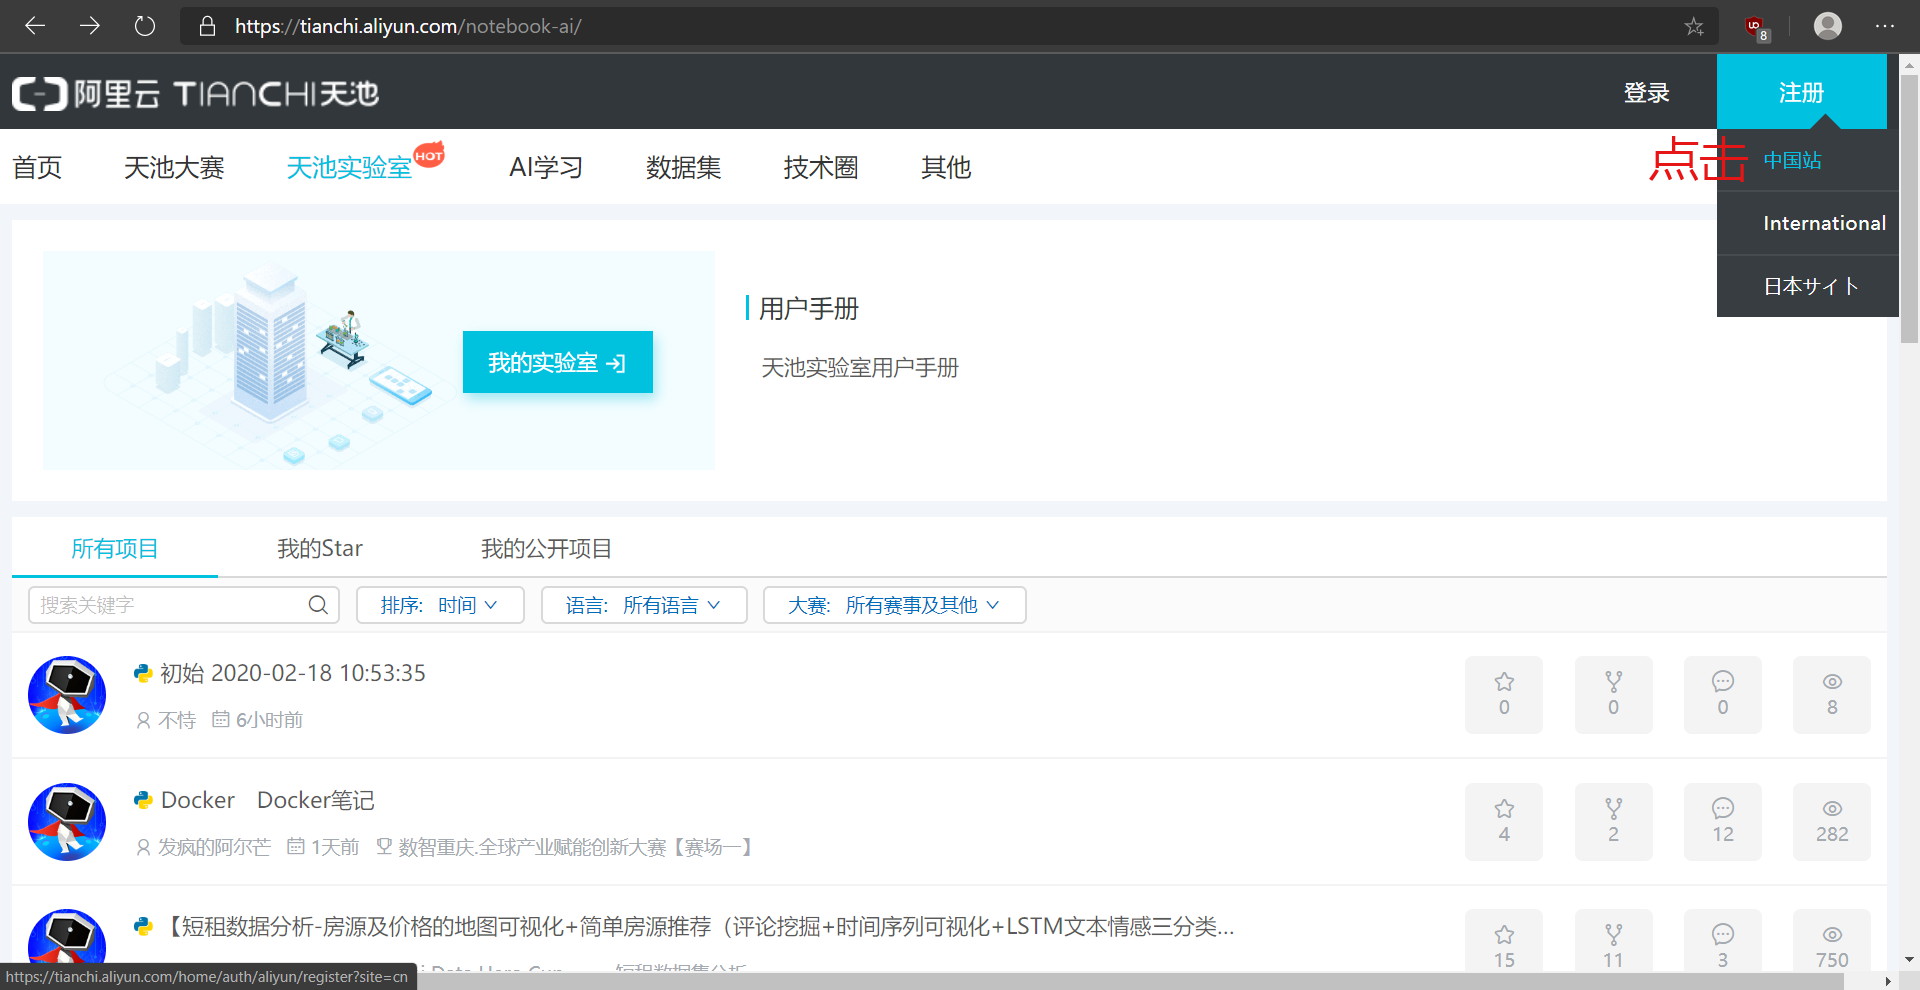 https://tianchi.aliyun.com/notebook-ai/
8
阿里云 TIANCHI天池
登录
注册
首页
天池大赛
天池实验室
HOT
AI学习
数据集
技术圈
其他
点击
中国站
International
日本サイト
我的实验室
用户手册
天池实验室用户手册
所有项目
我的Star
我的公开项目
搜索关键字
排序: 时间
语言: 所有语言
大赛: 所有赛事及其他
初始 2020-02-18 10:53:35
不恃 6小时前
0
0
0
8
Docker Docker笔记
发疯的阿尔芒 1天前 数智重庆.全球产业赋能创新大赛【赛场一】
4
2
12
282
【短租数据分析-房源及价格的地图可视化+简单房源推荐（评论挖掘+时间序列可视化+LSTM文本情感三分类...
15
11
3
750
https://tianchi.aliyun.com/home/auth/aliyun/register?site=cn